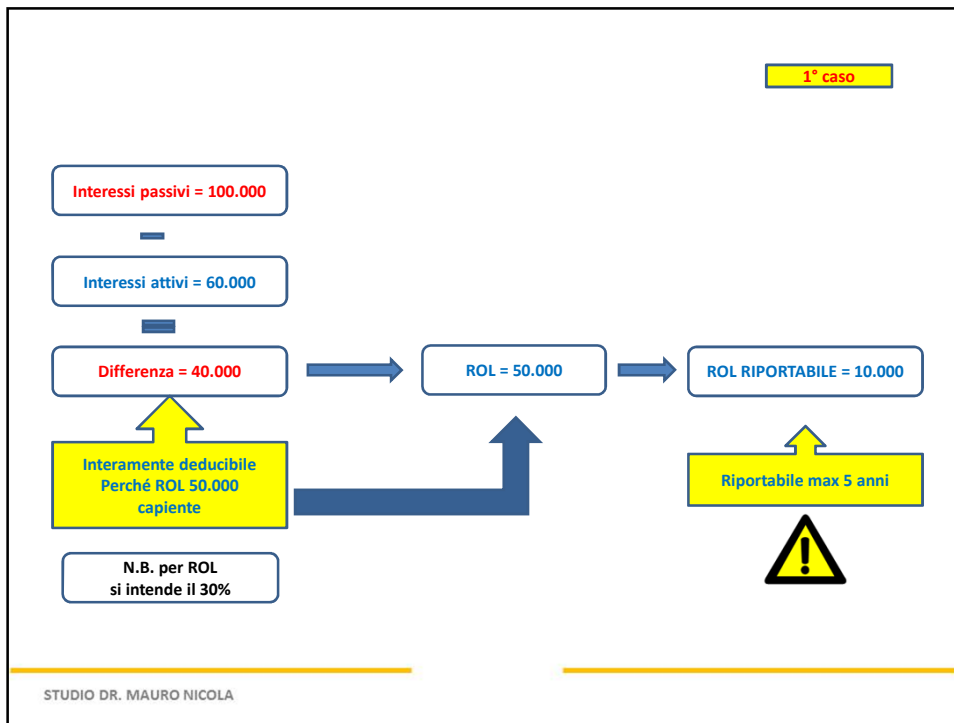 1° caso
Interessi passivi = 100.000
Interessi attivi = 60.000
Differenza = 40.000
ROL = 50.000
ROL RIPORTABILE = 10.000
Interamente deducibile
Perché ROL 50.000
capiente
Riportabile max 5 anni
N.B. per ROL
si intende il 30%
STUDIO DR. MAURO NICOLA